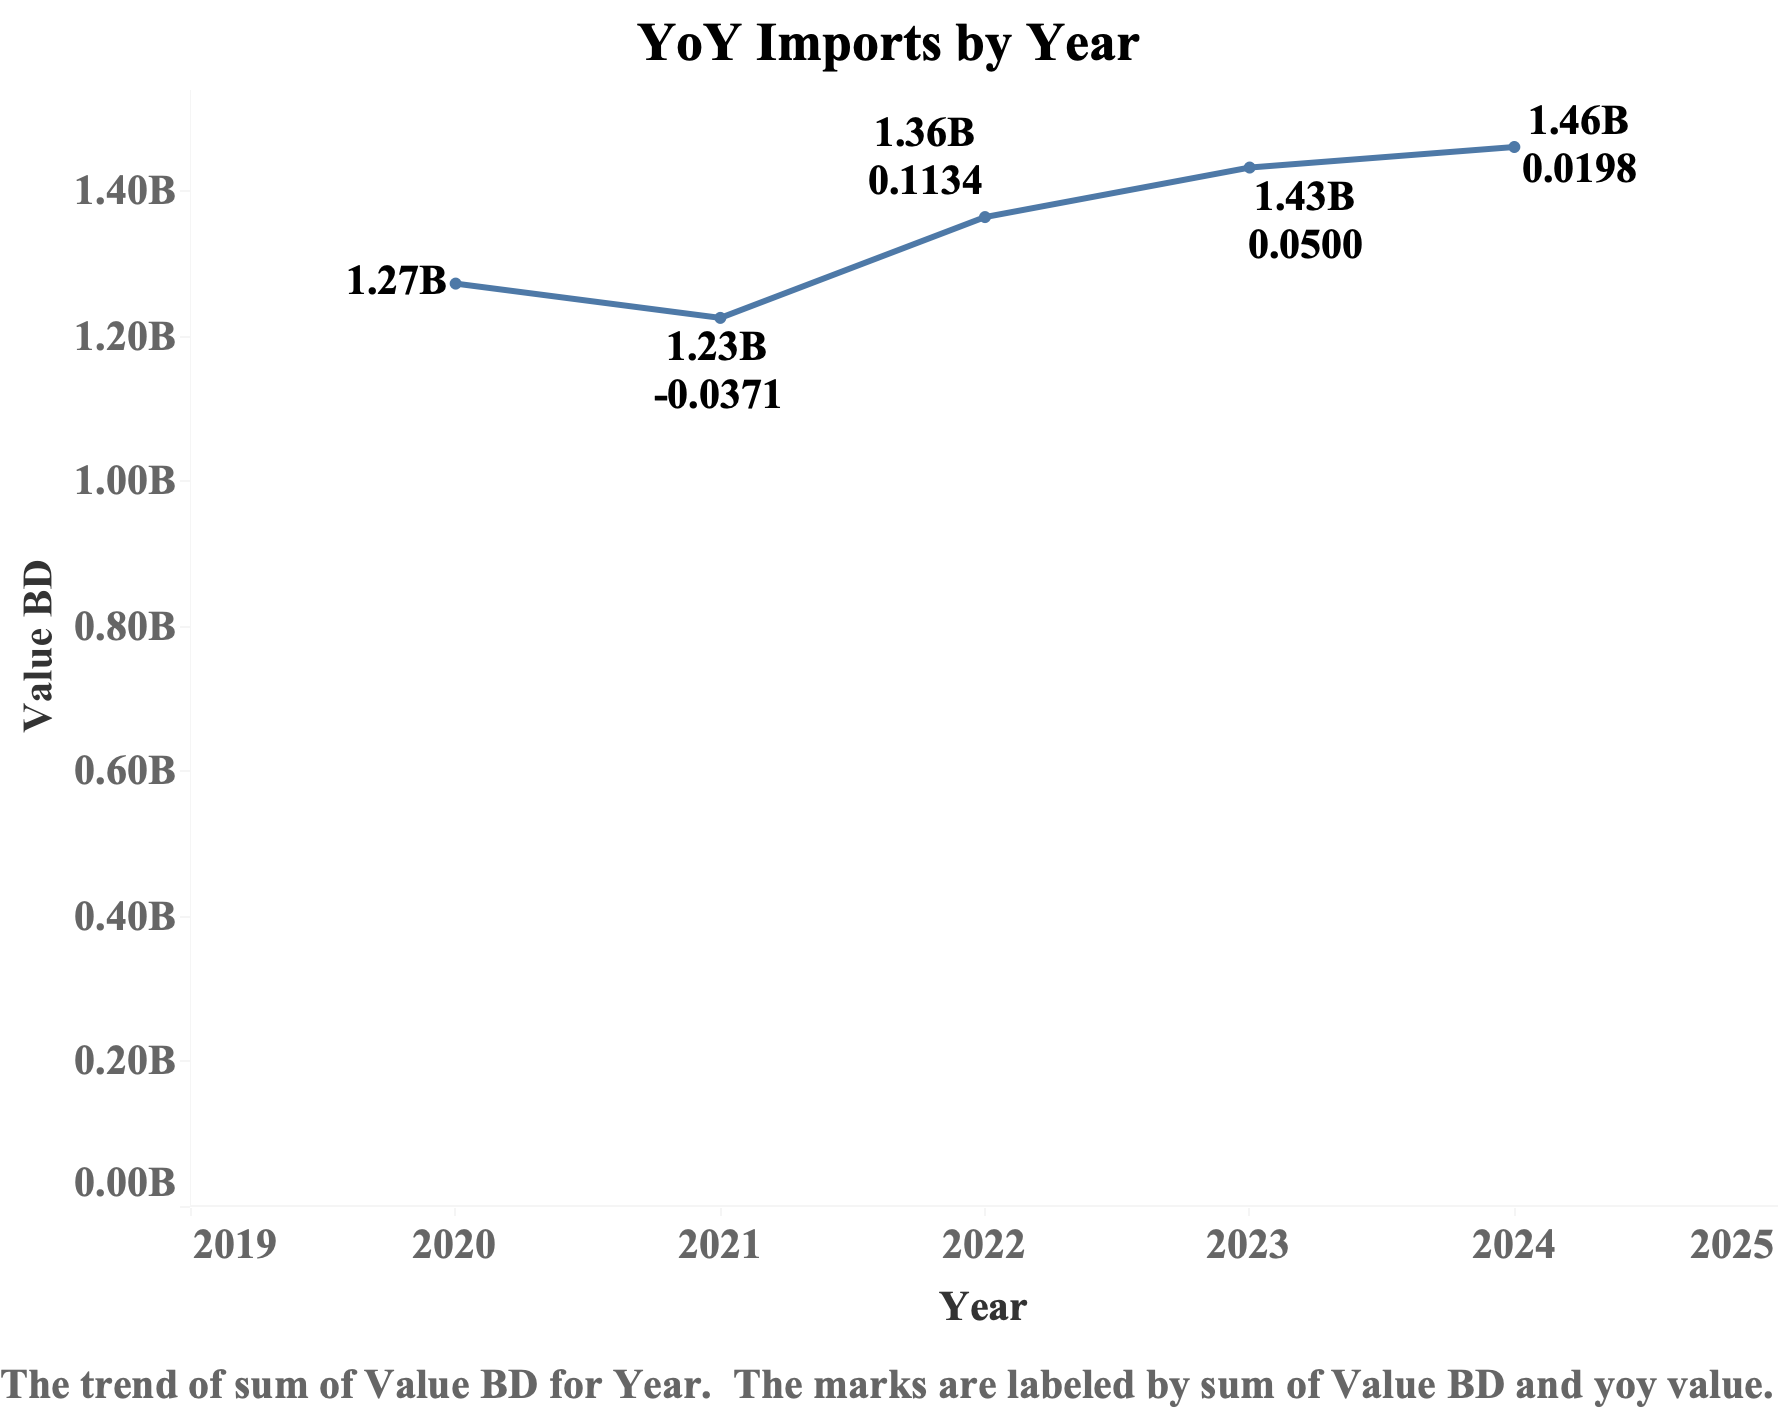 YoY Imports by Year
1.46B
0.0198
1.36B
0.1134
1.43B
0.0500
1.27B
1.23B
-0.0371
1.40B
1.20B
1.00B
0.80B
0.60B
0.40B
0.20B
0.00B
Value BD
2019 2020 2021 2022 2023 2024 2025
Year
The trend of sum of Value BD for Year.  The marks are labeled by sum of Value BD and yoy value.